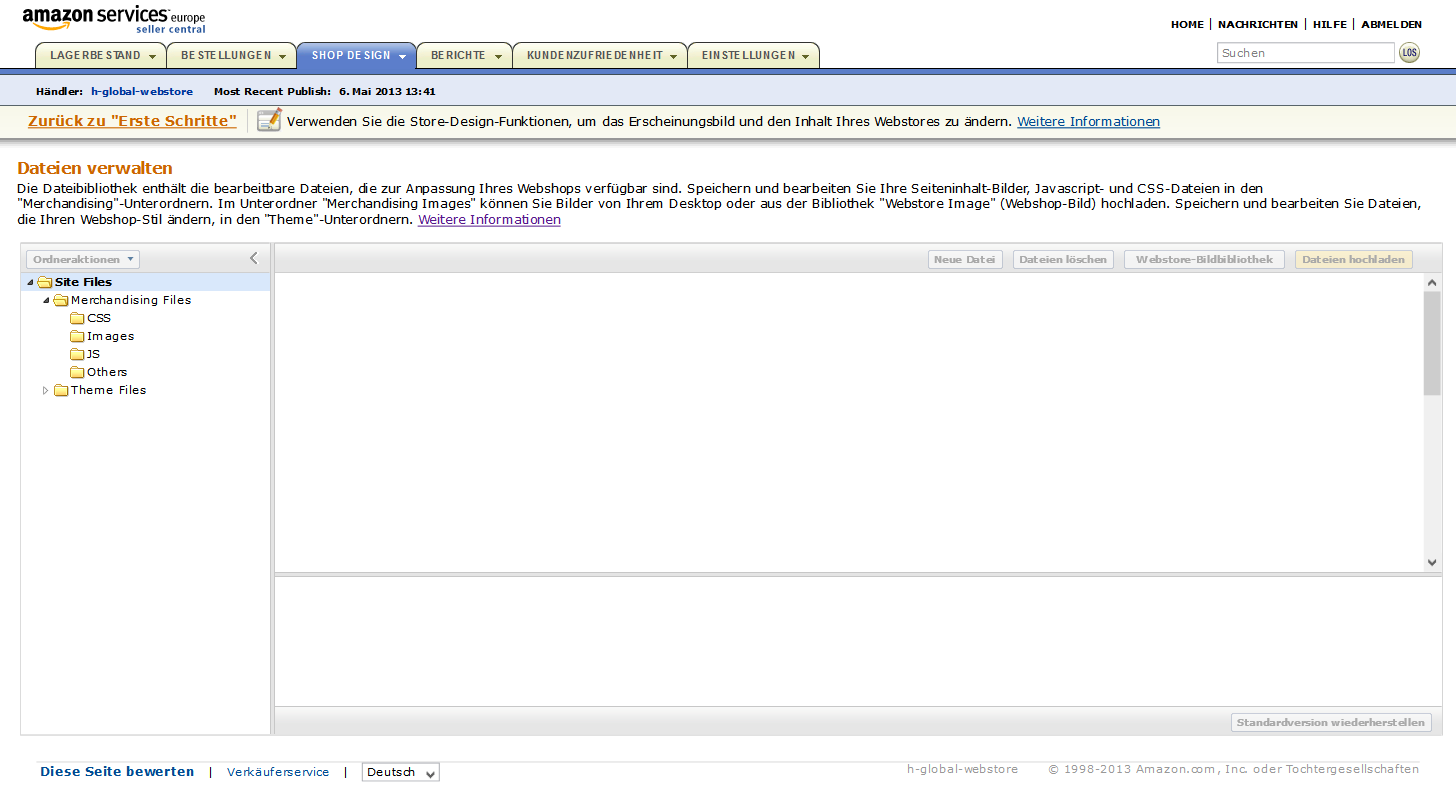 amazon services europe
seller central
HOME | NACHRICHTEN | HILFE | ABMELDEN
LAGERBESTAND BESTELLUNGEN SHOP DESIGN BERICHTE KUNDENZUFRIEDENHEIT EINSTELLUNGEN Suchen LOS
Händler: h-global-webstore Most Recent Publish: 6. Mai 2013 13:41
Zurück zu "Erste Schritte" Verwenden Sie die Store-Design-Funktionen, um das Erscheinungsbild und den Inhalt Ihres Webstores zu ändern. Weitere Informationen
Dateien verwalten
Die Dateibibliothek enthält die bearbeitbare Dateien, die zur Anpassung Ihres Webshops verfügbar sind. Speichern und bearbeiten Sie Ihre Seiteninhalt-Bilder, Javascript- und CSS-Dateien in den
"Merchandising"-Unterordnern. Im Unterordner "Merchandising Images" können Sie Bilder von Ihrem Desktop oder aus der Bibliothek "Webstore Image" (Webshop-Bild) hochladen. Speichern und bearbeiten Sie Dateien,
die Ihren Webshop-Stil ändern, in den "Theme"-Unterordnern. Weitere Informationen
Ordneraktionen Neue Datei Dateien löschen Webstore-Bildbibliothek Dateien hochladen
Site Files
Merchandising Files
CSS
Images
JS
Others
Theme Files
Standardversion wiederherstellen
Diese Seite bewerten | Verkäuferservice | Deutsch h-global-webstore © 1998-2013 Amazon.com, Inc. oder Tochtergesellschaften